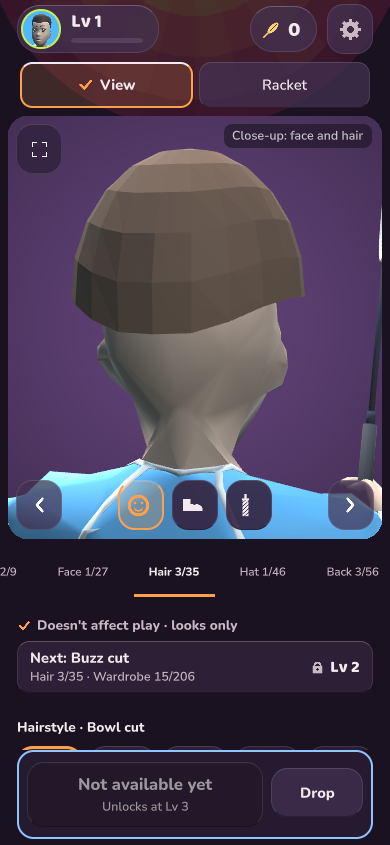 Lv 1
0
View
Racket
Close-up: face and hair
2/9
Face 1/27
Hair 3/35
Hat 1/46
Back 3/56
Doesn't affect play · looks only
Next: Buzz cut
Hair 3/35 · Wardrobe 15/206
Lv 2
Hairstyle · Bowl cut
Not available yet
Unlocks at Lv 3
Drop